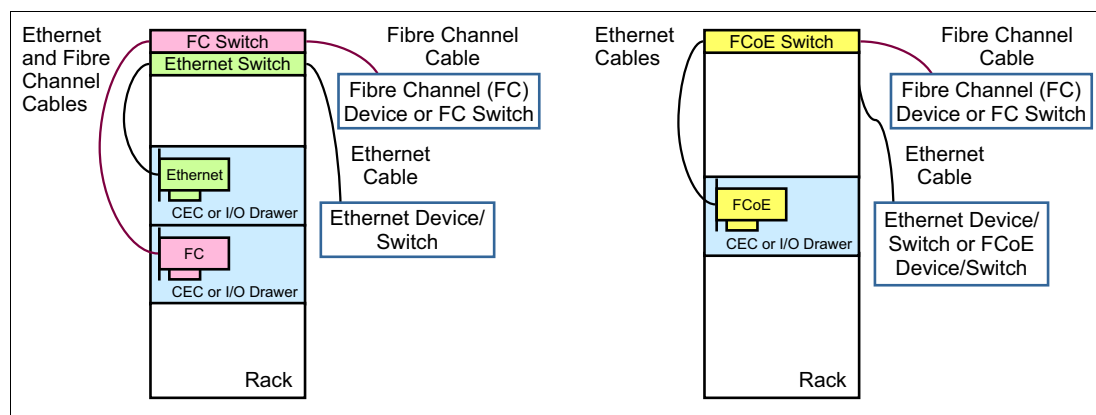 Ethernet
and Fibre
Channel
Cables
FC Switch
Ethernet Switch
Fibre Channel
Cable
Fibre Channel (FC)
Device or FC Switch
Ethernet
Cable
Ethernet Device/
Switch
Ethernet
CEC or I/O Drawer
FC
CEC or I/O Drawer
Rack
Ethernet
Cables
FCoE Switch
Fibre Channel
Cable
Fibre Channel (FC)
Device or FC Switch
Ethernet
Cable
Ethernet Device/
Switch or FCoE
Device/Switch
FCoE
CEC or I/O Drawer
Rack